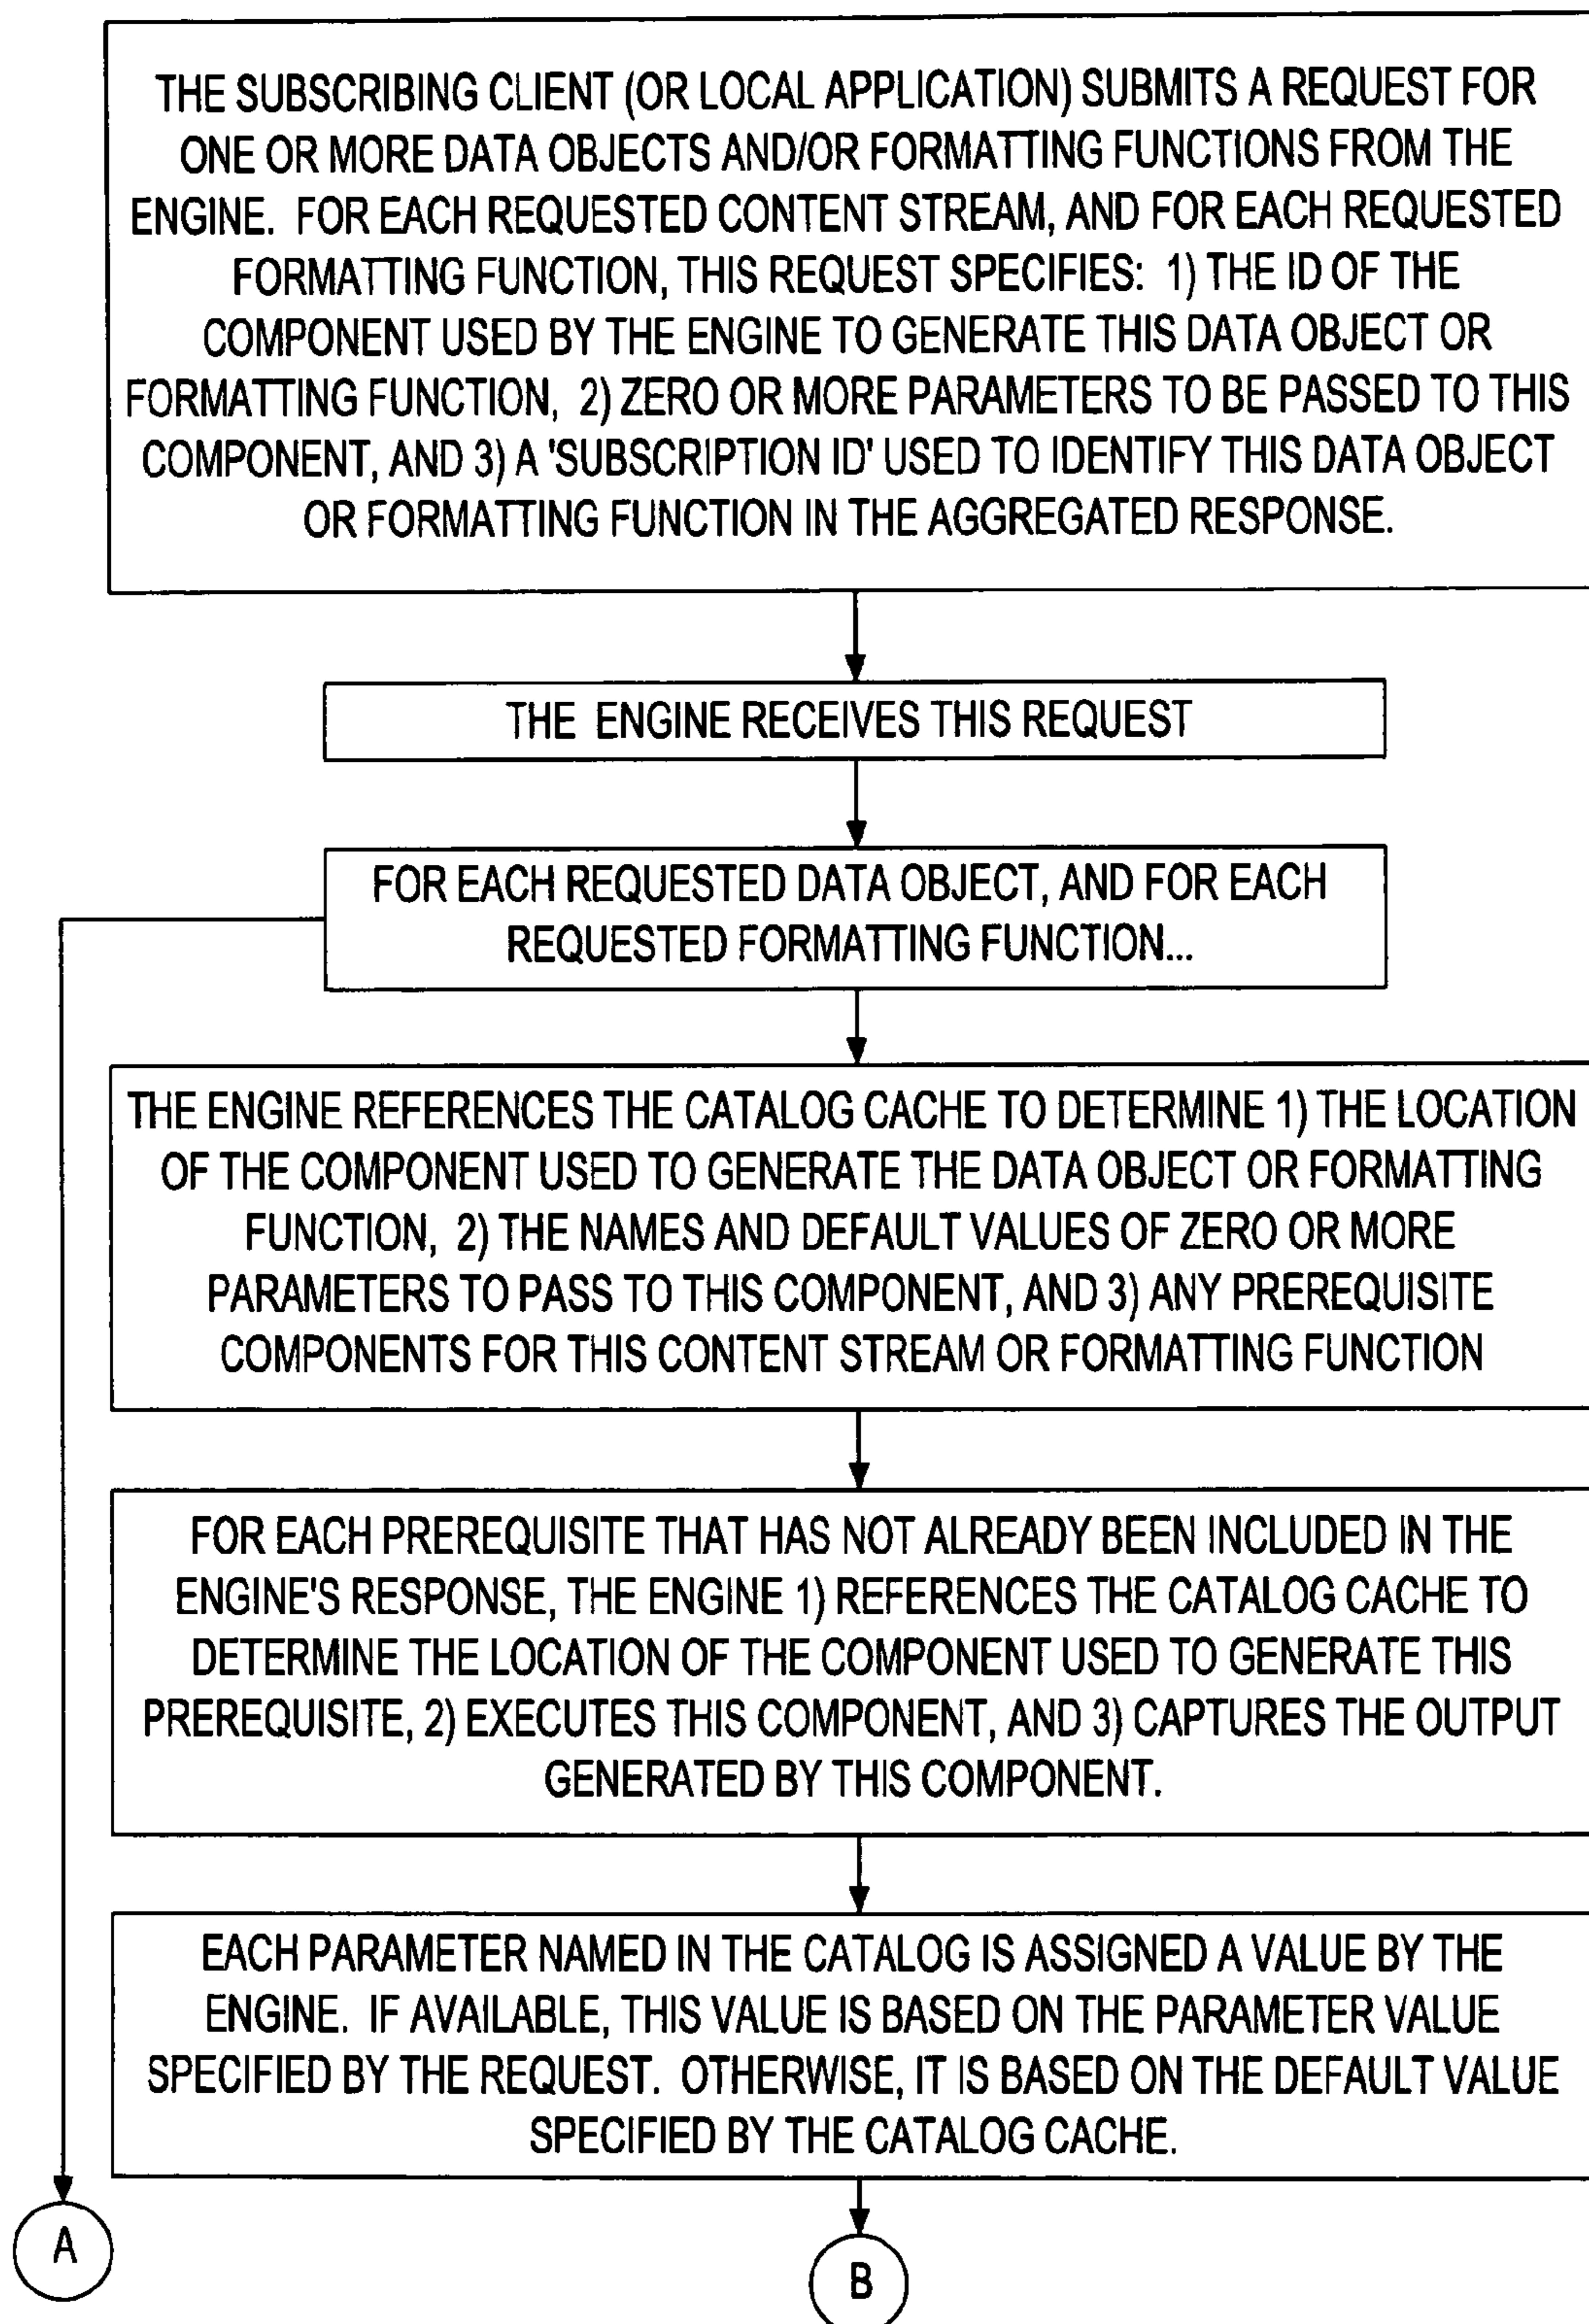 THE SUBSCRIBING CLIENT (OR LOCAL APPLICATION) SUBMITS A REQUEST FOR
ONE OR MORE DATA OBJECTS AND/OR FORMATTING FUNCTIONS FROM THE
ENGINE. FOR EACH REQUESTED CONTENT STREAM, AND FOR EACH REQUESTED
FORMATTING FUNCTION, THIS REQUEST SPECIFIES: 1) THE ID OF THE
COMPONENT USED BY THE ENGINE TO GENERATE THIS DATA OBJECT OR
FORMATTING FUNCTION, 2) ZERO OR MORE PARAMETERS TO BE PASSED TO THIS
COMPONENT, AND 3) A 'SUBSCRIPTION ID' USED TO IDENTIFY THIS DATA OBJECT
OR FORMATTING FUNCTION IN THE AGGREGATED RESPONSE.
THE ENGINE RECEIVES THIS REQUEST
FOR EACH REQUESTED DATA OBJECT, AND FOR EACH
REQUESTED FORMATTING FUNCTION...
THE ENGINE REFERENCES THE CATALOG CACHE TO DETERMINE 1) THE LOCATION
OF THE COMPONENT USED TO GENERATE THE DATA OBJECT OR FORMATTING
FUNCTION, 2) THE NAMES AND DEFAULT VALUES OF ZERO OR MORE
PARAMETERS TO PASS TO THIS COMPONENT, AND 3) ANY PREREQUISITE
COMPONENTS FOR THIS CONTENT STREAM OR FORMATTING FUNCTION
FOR EACH PREREQUISITE THAT HAS NOT ALREADY BEEN INCLUDED IN THE
ENGINE'S RESPONSE, THE ENGINE 1) REFERENCES THE CATALOG CACHE TO
DETERMINE THE LOCATION OF THE COMPONENT USED TO GENERATE THIS
PREREQUISITE, 2) EXECUTES THIS COMPONENT, AND 3) CAPTURES THE OUTPUT
GENERATED BY THIS COMPONENT.
EACH PARAMETER NAMED IN THE CATALOG IS ASSIGNED A VALUE BY THE
ENGINE. IF AVAILABLE, THIS VALUE IS BASED ON THE PARAMETER VALUE
SPECIFIED BY THE REQUEST. OTHERWISE, IT IS BASED ON THE DEFAULT VALUE
SPECIFIED BY THE CATALOG CACHE.
A
B